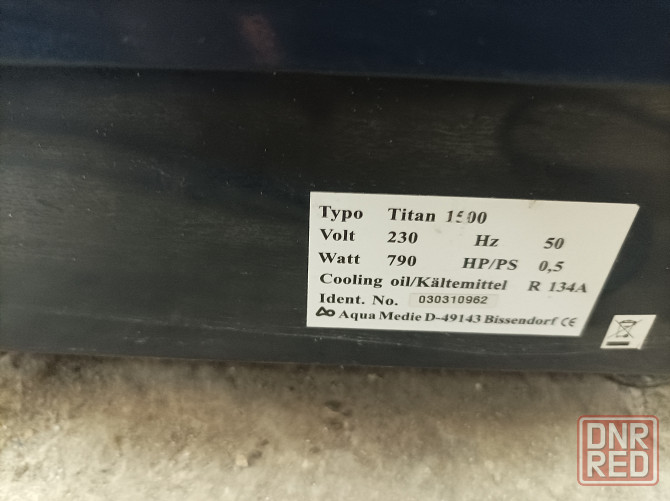 Typo Titan 1500
Volt 230 Hz 50
Watt 790 HP/PS 0,5
Cooling oil/Kältemittel R 134A
Ident. No. 030310962
Aqua Medic D-49143 Bissendorf CE
DNR
RED